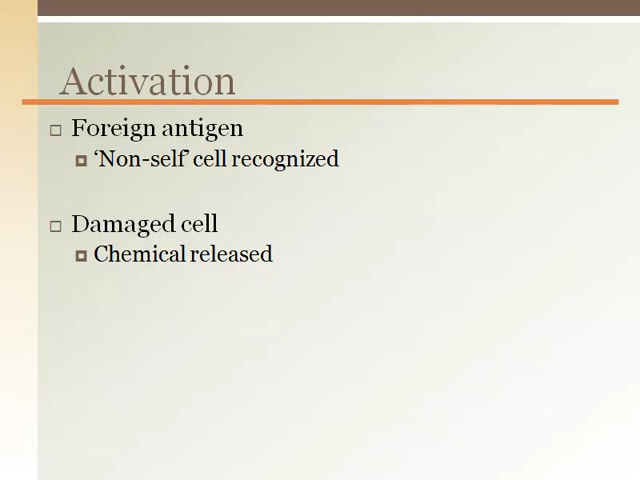 Activation
Foreign antigen
‘Non-self’ cell recognized
Damaged cell
Chemical released